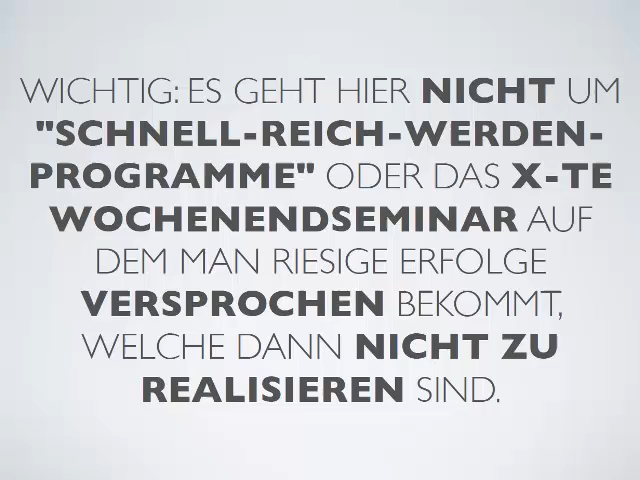 WICHTIG: ES GEHT HIER NICHT UM
"SCHNELL-REICH-WERDEN-
PROGRAMME" ODER DAS X-TE
WOCHENENDSEMINAR AUF
DEM MAN RIESIGE ERFOLGE
VERSPROCHEN BEKOMMT,
WELCHE DANN NICHT ZU
REALISIEREN SIND.